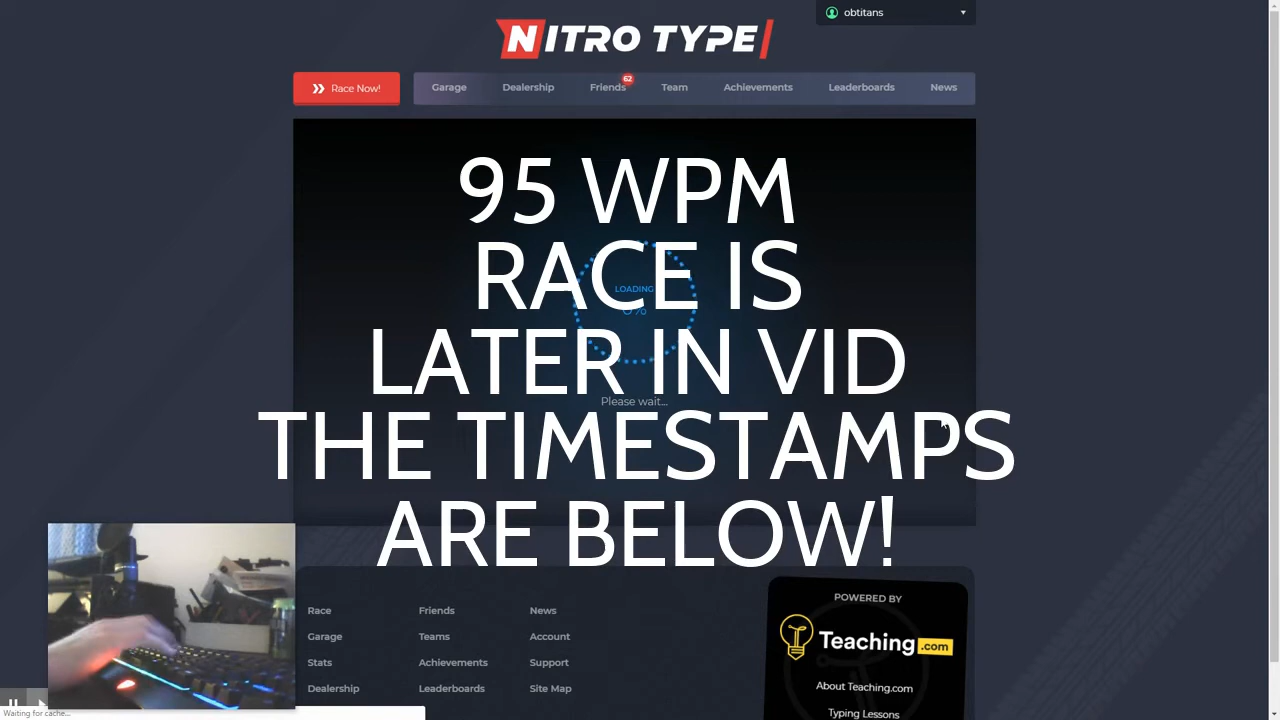 obtitans
NITRO TYPE
Race Now!
Garage
Dealership
Friends
62
Team
Achievements
Leaderboards
News
95 WPM
RACE IS
LATER IN VID
THE TIMESTAMPS
ARE BELOW!
LOADING
0%
Please wait...
Race
Friends
News
Garage
Teams
Account
Stats
Achievements
Support
Dealership
Leaderboards
Site Map
POWERED BY
Teaching.com
About Teaching.com
Typing Lessons
Waiting for cache...